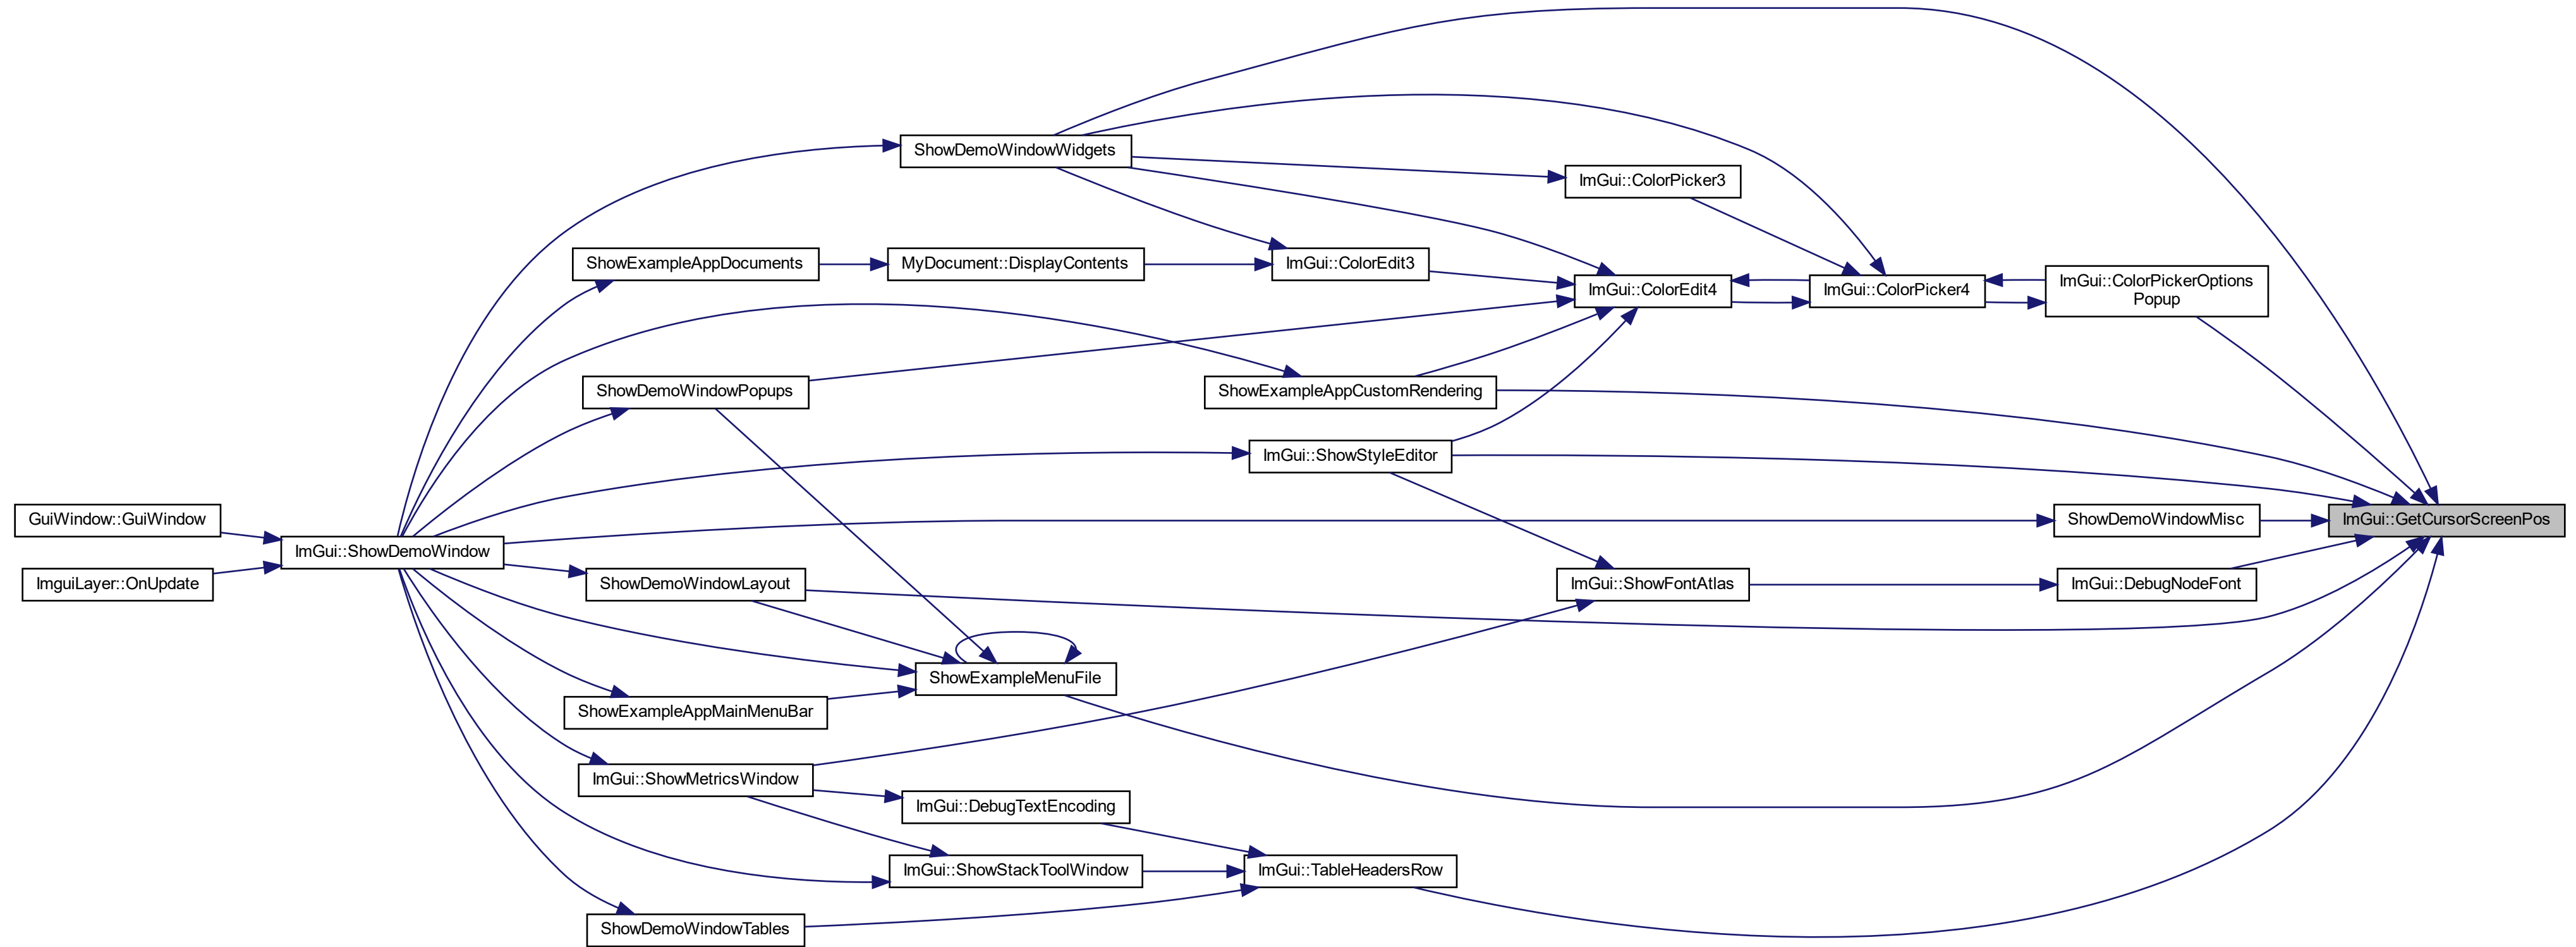 ShowDemoWindowWidgets
ImGui::ColorPicker3
ShowExampleAppDocuments
MyDocument::DisplayContents
ImGui::ColorEdit3
ImGui::ColorEdit4
ImGui::ColorPicker4
ImGui::ColorPickerOptions
Popup
ShowDemoWindowPopups
ShowExampleAppCustomRendering
ImGui::ShowStyleEditor
GuiWindow::GuiWindow
ShowDemoWindowMisc
ImGui::GetCursorScreenPos
ImGui::ShowDemoWindow
ImguiLayer::OnUpdate
ShowDemoWindowLayout
ImGui::ShowFontAtlas
ImGui::DebugNodeFont
ShowExampleMenuFile
ShowExampleAppMainMenuBar
ImGui::ShowMetricsWindow
ImGui::DebugTextEncoding
ImGui::ShowStackToolWindow
ImGui::TableHeadersRow
ShowDemoWindowTables